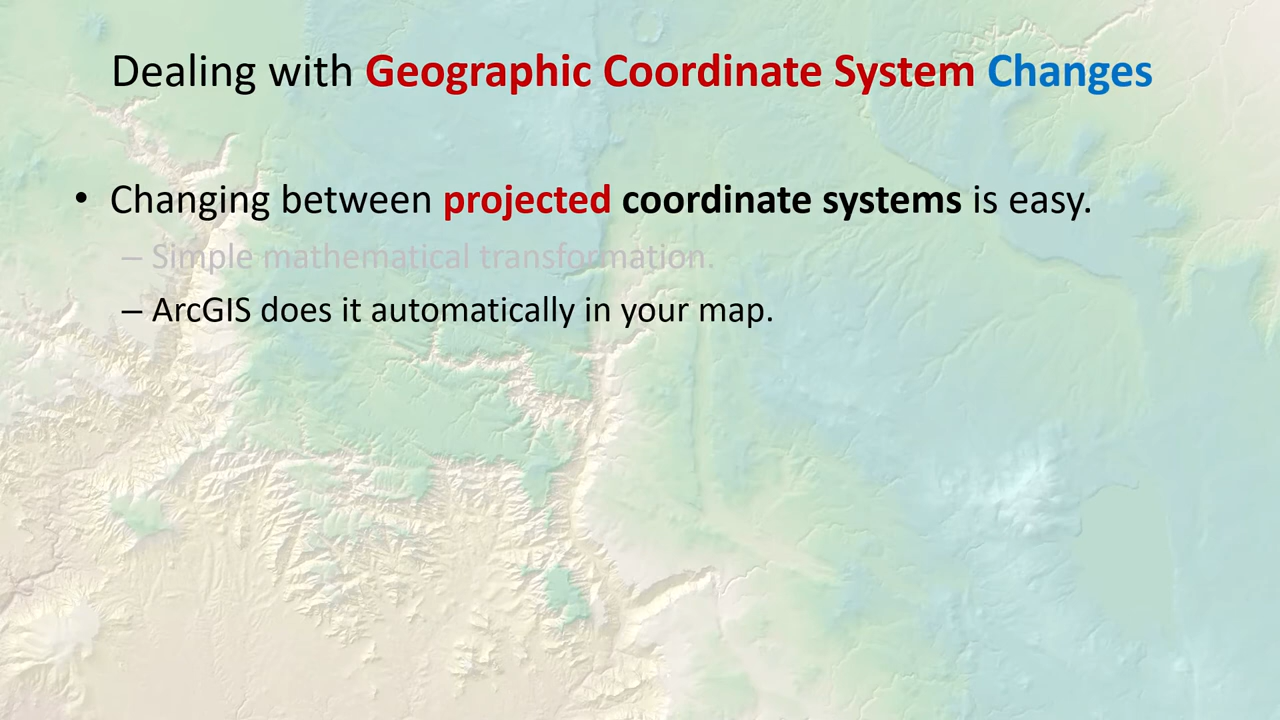 Dealing with Geographic Coordinate System Changes
• Changing between projected coordinate systems is easy.
– Simple mathematical transformation.
– ArcGIS does it automatically in your map.